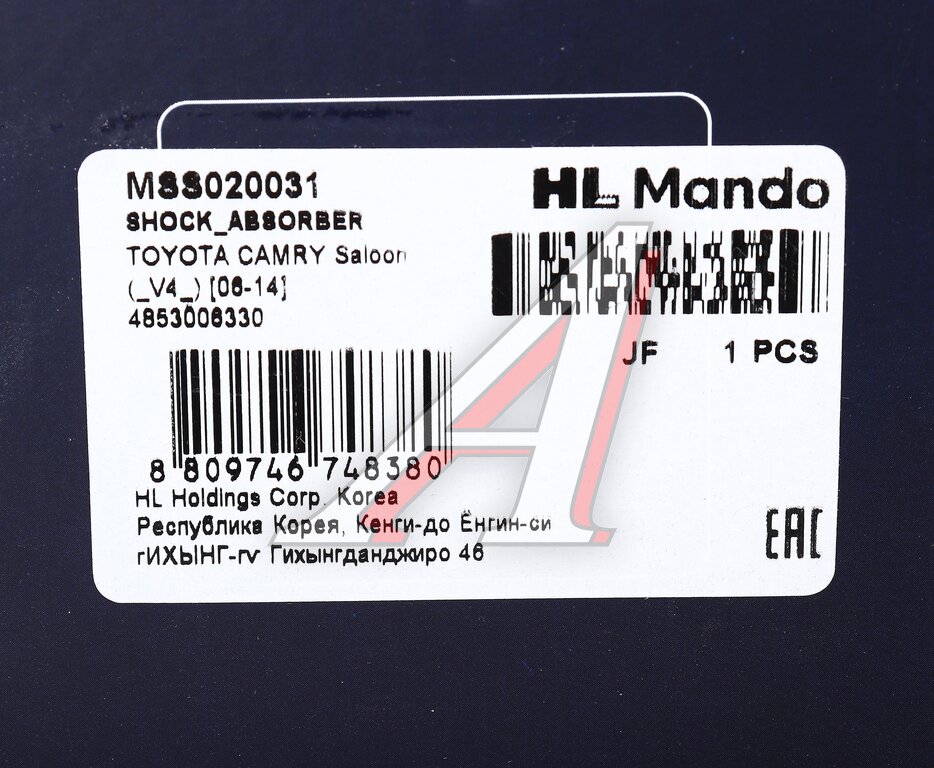 MSS020031
HL Mando
SHOCK_ABSORBER
TOYOTA CAMRY Saloon
(_V4_) [06-14]
4853006330
JF 1 PCS
8 809746 748380
HL Holdings Corp. Korea
Республика Корея, Кенги-до Ёнгин-си
гИХЫНГ-гу Гихынгданджиро 46
EAC